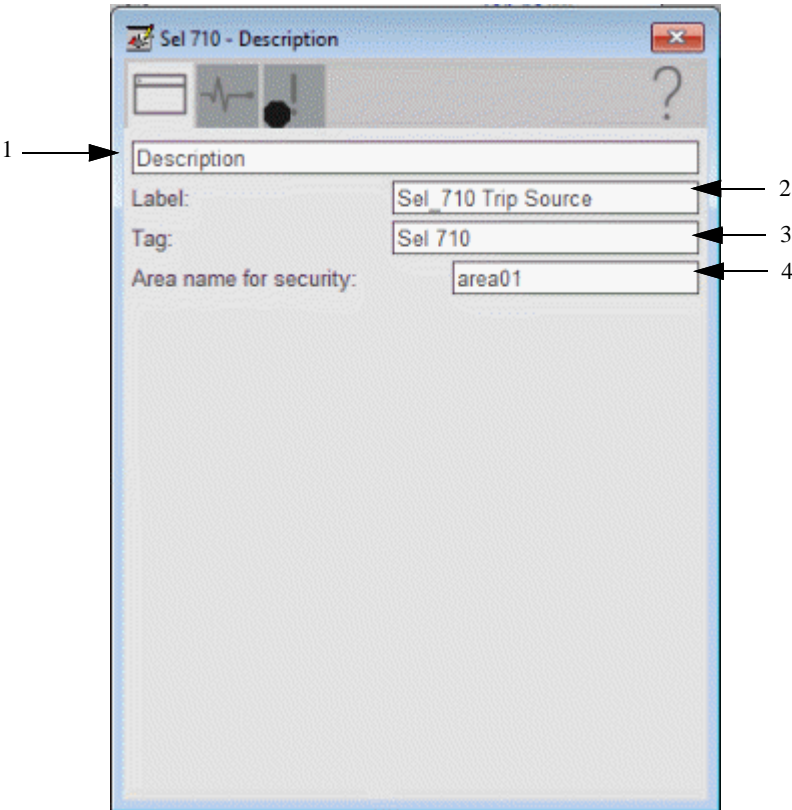 Sel 710 - Description
?
1
Description
Label: Sel_710 Trip Source 2
Tag: Sel 710 3
Area name for security: area01 4